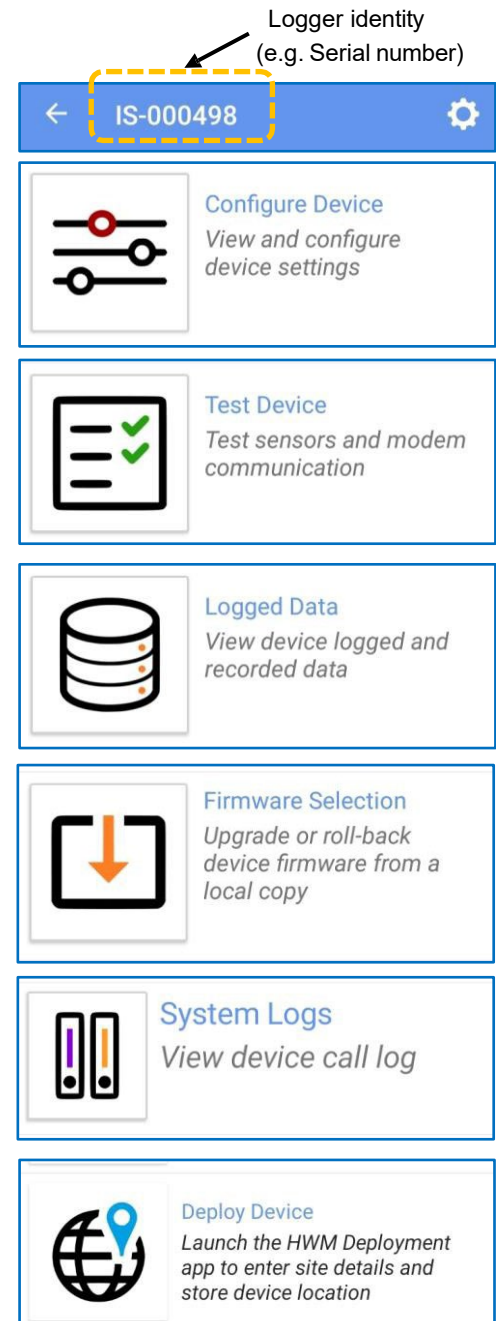 Logger identity
(e.g. Serial number)
IS-000498
Configure Device
View and configure
device settings
Test Device
Test sensors and modem
communication
Logged Data
View device logged and
recorded data
Firmware Selection
Upgrade or roll-back
device firmware from a
local copy
System Logs
View device call log
Deploy Device
Launch the HWM Deployment
app to enter site details and
store device location